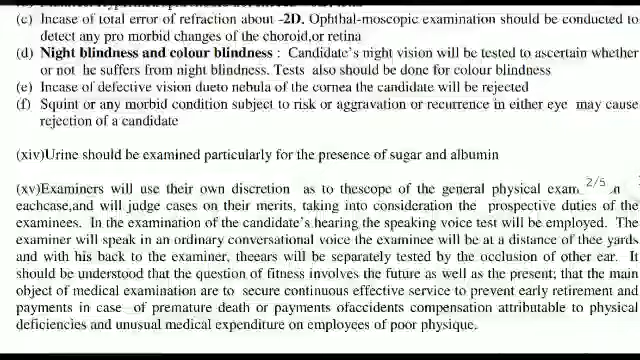 (c) Incase of total error of refraction about -2D. Ophthal-moscopic examination should be conducted to
detect any pro morbid changes of the choroid,or retina
(d) Night blindness and colour blindness : Candidate's night vision will be tested to ascertain whether
or not he suffers from night blindness. Tests also should be done for colour blindness
(e) Incase of defective vision dueto nebula of the cornea the candidate will be rejected
(f) Squint or any morbid condition subject to risk or aggravation or recurrence in either eye may cause
rejection of a candidate
(xiv)Urine should be examined particularly for the presence of sugar and albumin
(xv)Examiners will use their own discretion as to thescope of the general physical exam 2/5 n
eachcase,and will judge cases on their merits, taking into consideration the prospective duties of the
examinees. In the examination of the candidate's hearing the speaking voice test will be employed. The
examiner will speak in an ordinary conversational voice the examinee will be at a distance of thee yards
and with his back to the examiner, theears will be separately tested by the occlusion of other ear. It
should be understood that the question of fitness involves the future as well as the present; that the main
object of medical examination are to secure continuous effective service to prevent early retirement and
payments in case of premature death or payments ofaccidents compensation attributable to physical
deficiencies and unusual medical expenditure on employees of poor physique.